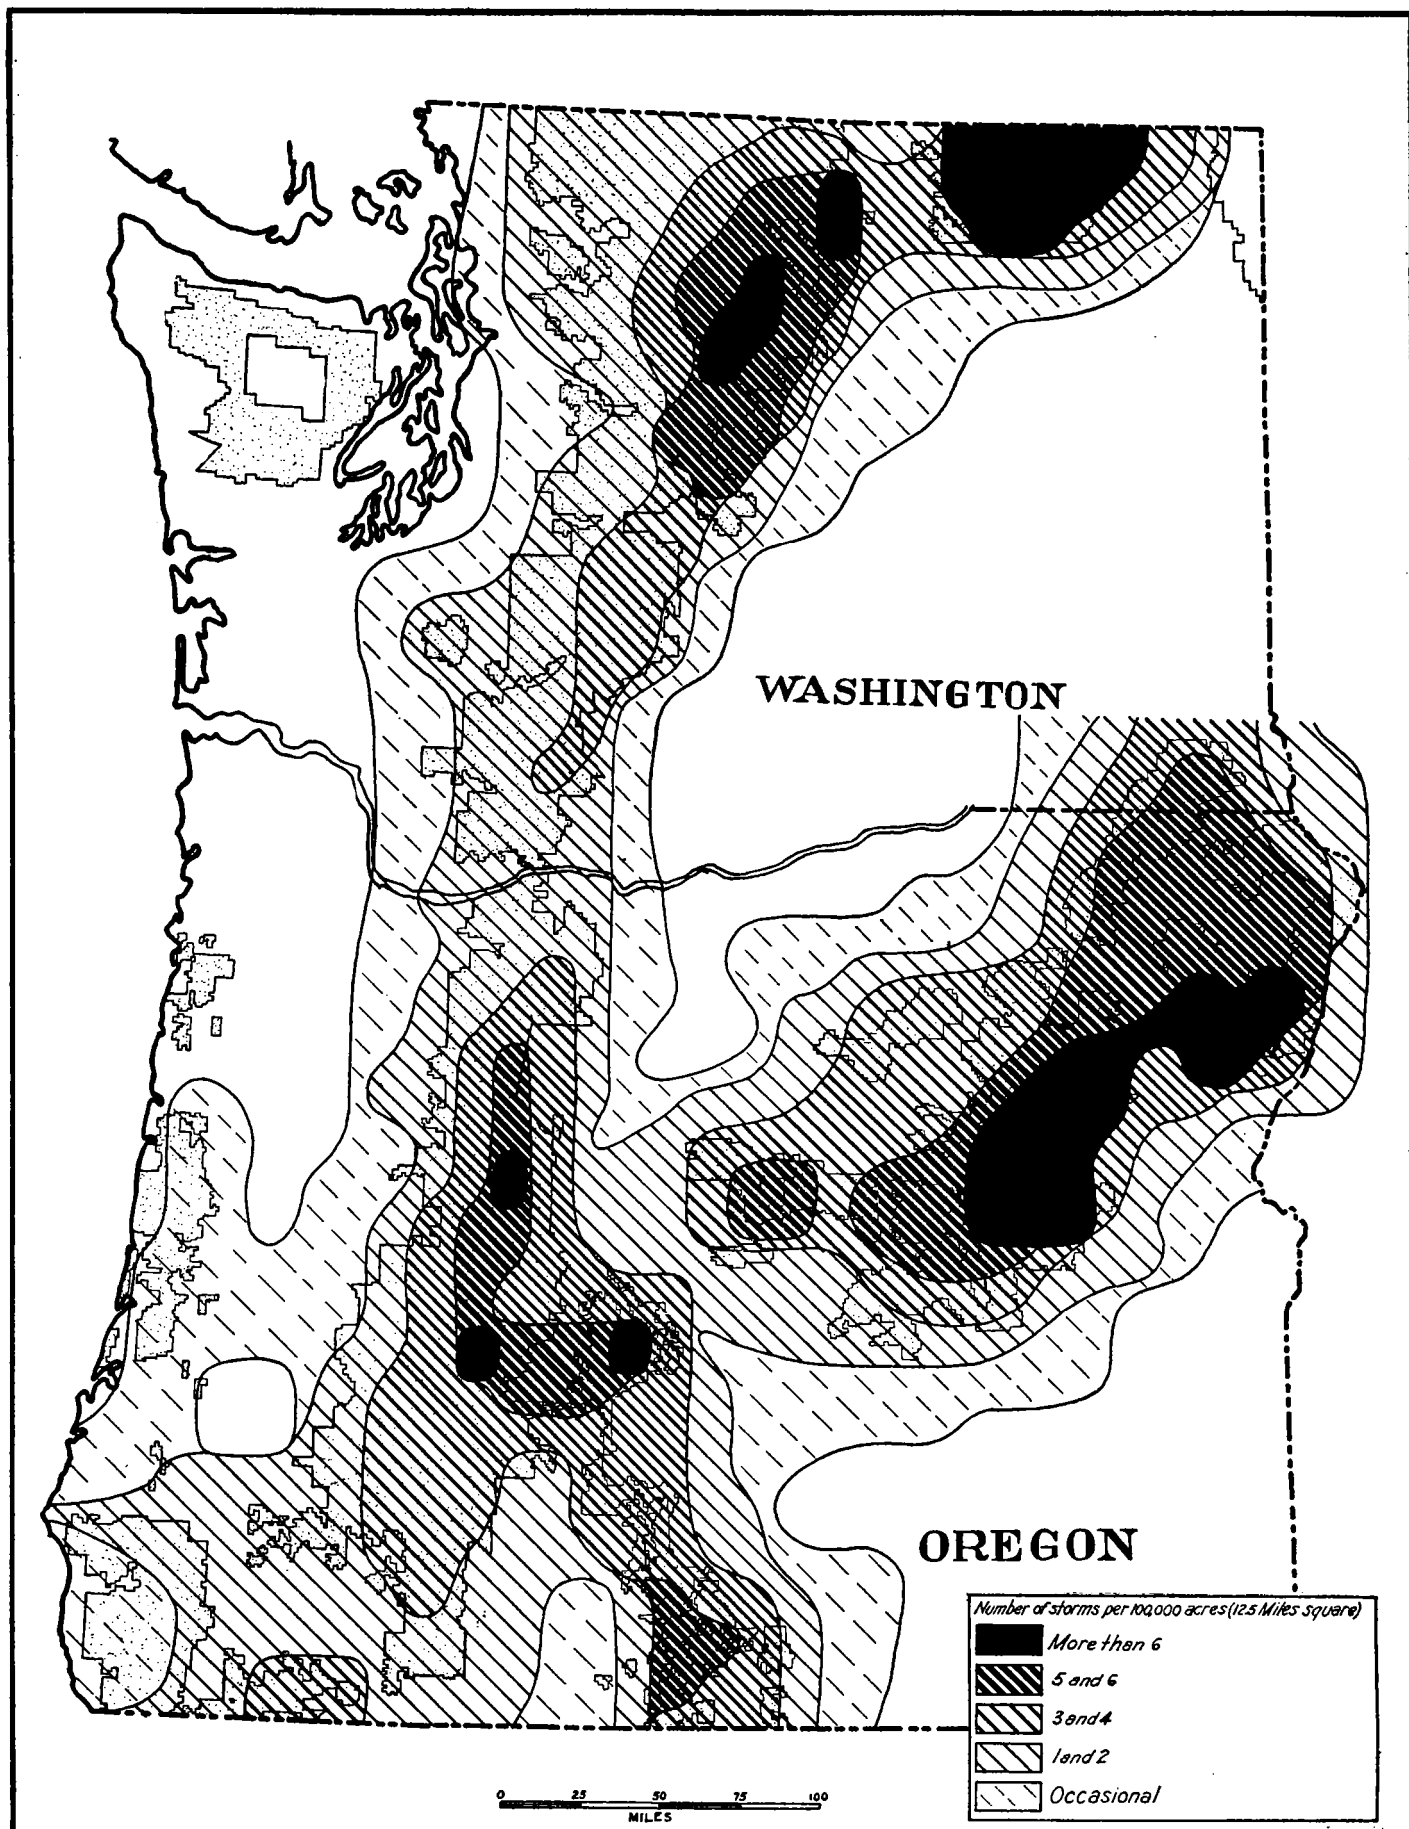 WASHINGTON
OREGON
Number of storms per 100,000 acres (12.5 Miles square)
More than 6
5 and 6
3 and 4
1 and 2
Occasional
0 25 50 75 100
MILES